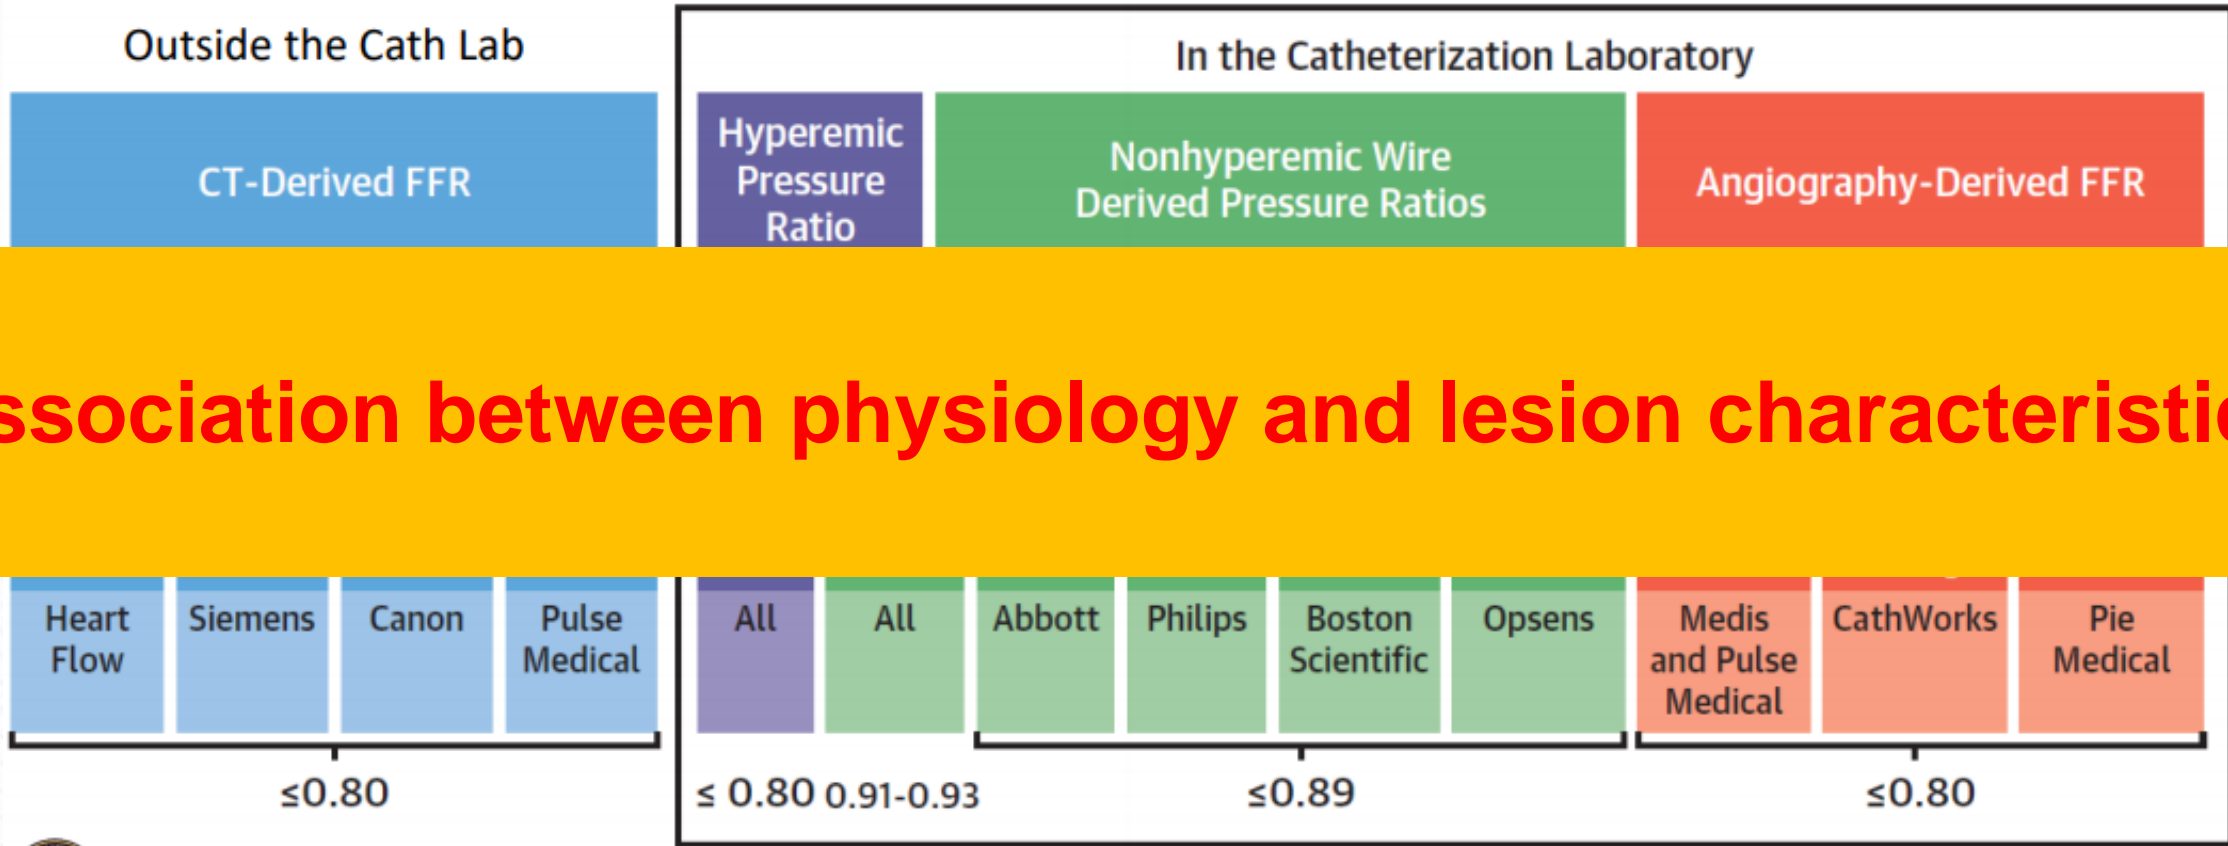 Outside the Cath Lab
In the Catheterization Laboratory
CT-Derived FFR
Hyperemic
Pressure
Ratio
Nonhyperemic Wire
Derived Pressure Ratios
Angiography-Derived FFR
ssociation between physiology and lesion characteristi
Heart
Flow
Siemens
Canon
Pulse
Medical
All
All
Abbott
Philips
Boston
Scientific
Opsens
Medis
and Pulse
Medical
CathWorks
Pie
Medical
≤0.80
≤ 0.80
0.91-0.93
≤0.89
≤0.80